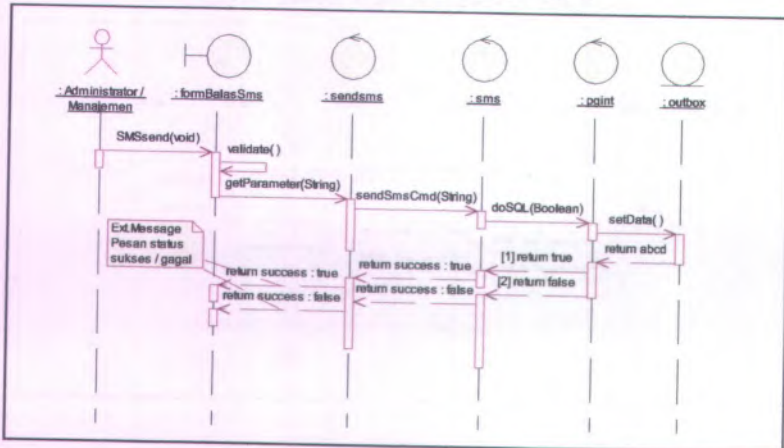 : Administrator /
Manajemen
: formBalasSms
: sendsms
: sms
: pgint
: outbox
SMSsend(void)
validate( )
getParameter(String)
sendSmsCmd(String)
doSQL(Boolean)
setData( )
return abcd
Ext.Message
Pesan status
sukses / gagal
[1] return true
return success : true
return success : true
[2] return false
return success : false
return success : false